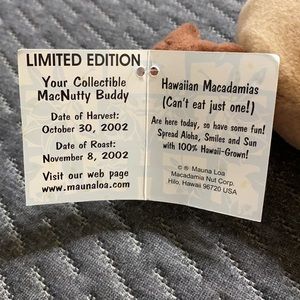 LIMITED EDITION
Your Collectible
MacNutty Buddy
Date of Harvest:
October 30, 2002
Date of Roast:
November 8, 2002
Visit our web page
www.maunaloa.com
Hawaiian Macadamias
(Can't eat just one!)
Are here today, so have some fun!
Spread Aloha, Smiles and Sun
with 100% Hawaii-Grown!
© ® Mauna Loa
Macadamia Nut Corp.
Hilo, Hawaii 96720 USA